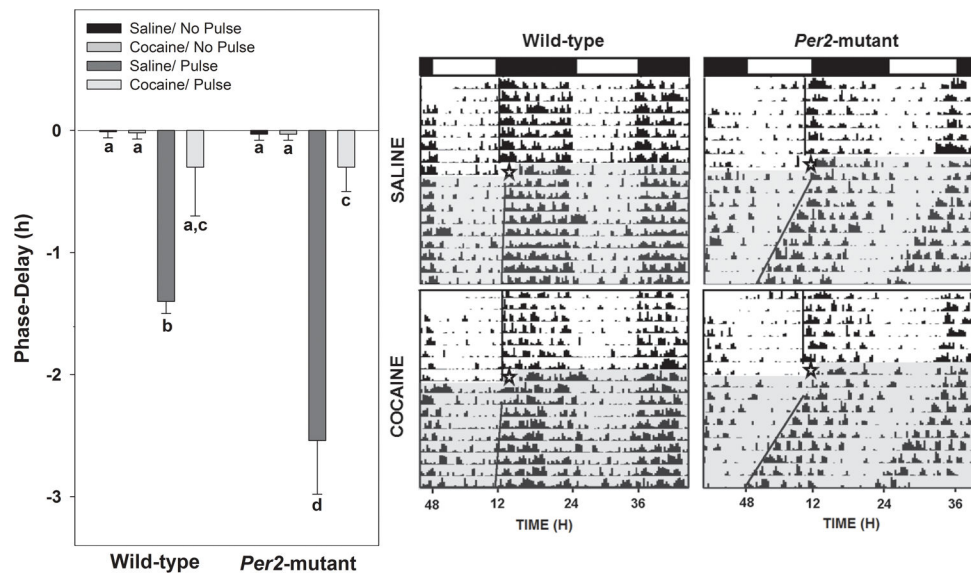 Saline/ No Pulse
Cocaine/ No Pulse
Saline/ Pulse
Cocaine/ Pulse
Phase-Delay (h)
0
-1
-2
-3
a
a
b
a,c
a
a
d
c
Wild-type
Per2-mutant
Wild-type
Per2-mutant
SALINE
COCAINE
48
12
24
36
TIME (H)
48
12
24
36
TIME (H)